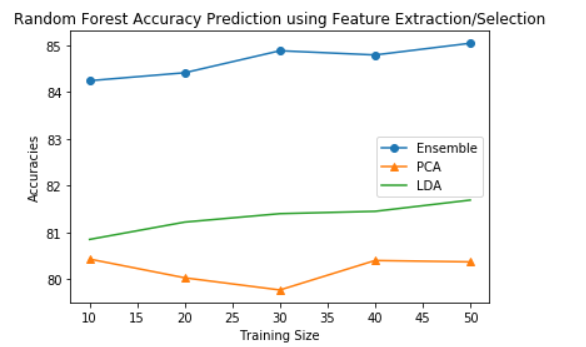 Random Forest Accuracy Prediction using Feature Extraction/Selection
85
84
83
82
81
80
Accuracies
Ensemble
PCA
LDA
10 15 20 25 30 35 40 45 50
Training Size